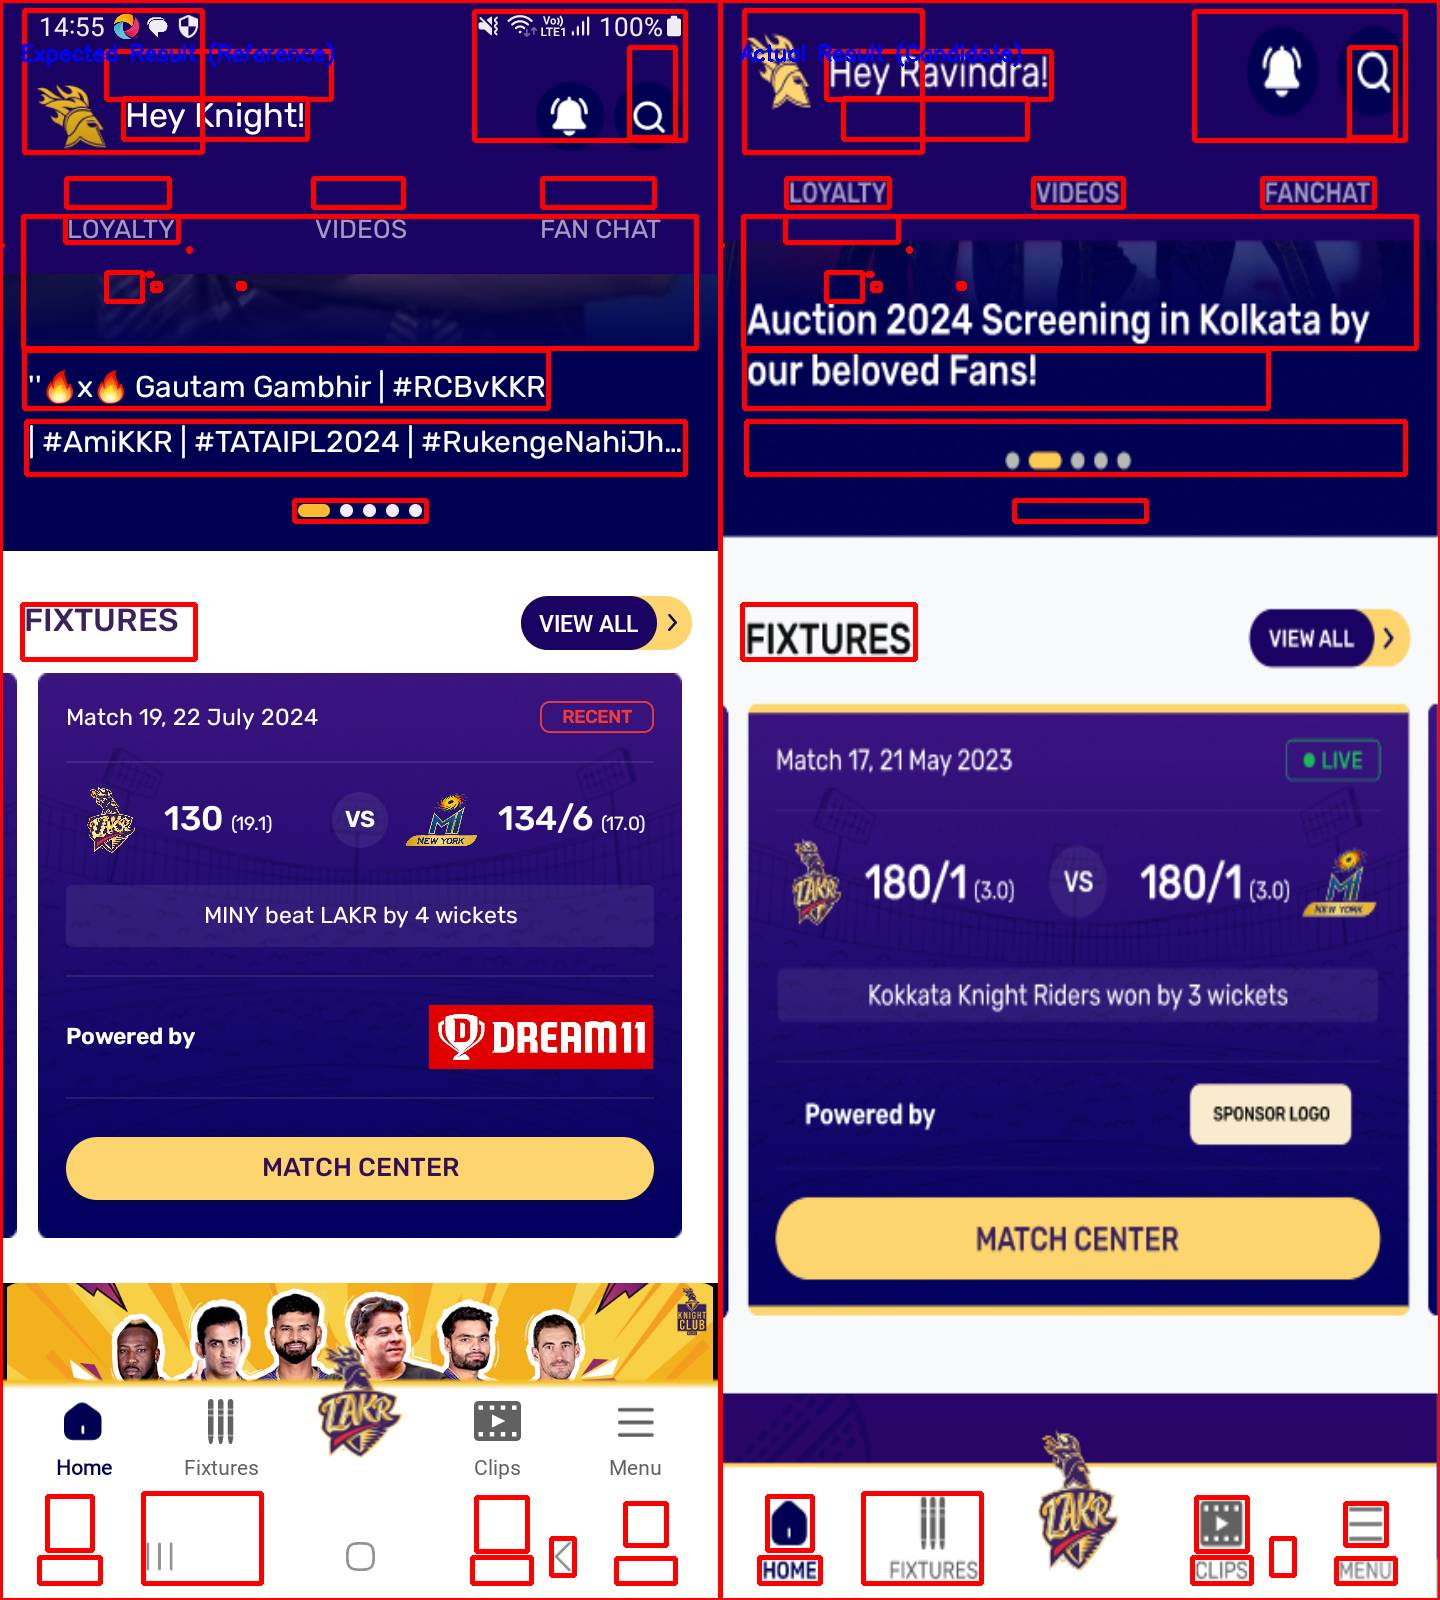 14:55
Vo)) LTE1 100%
Expected Result (Reference)
Hey Knight!
LOYALTY VIDEOS FAN CHAT
"🔥x🔥 Gautam Gambhir | #RCBvKKR
| #AmiKKR | #TATAIPL2024 | #RukengeNahiJh...
FIXTURES
VIEW ALL
Match 19, 22 July 2024
RECENT
LAKR
130 (19.1)
VS
MI
NEW YORK
134/6 (17.0)
MINY beat LAKR by 4 wickets
Powered by
DREAM11
MATCH CENTER
KNIGHT CLUB
LAKR
Home Fixtures Clips Menu
Actual Result (Candidate)
Hey Ravindra!
LOYALTY VIDEOS FANCHAT
Auction 2024 Screening in Kolkata by
our beloved Fans!
FIXTURES
VIEW ALL
Match 17, 21 May 2023
LIVE
LAKR
180/1 (3.0)
VS
180/1 (3.0)
MI
NEW YORK
Kokkata Knight Riders won by 3 wickets
Powered by
SPONSOR LOGO
MATCH CENTER
LAKR
HOME FIXTURES CLIPS MENU